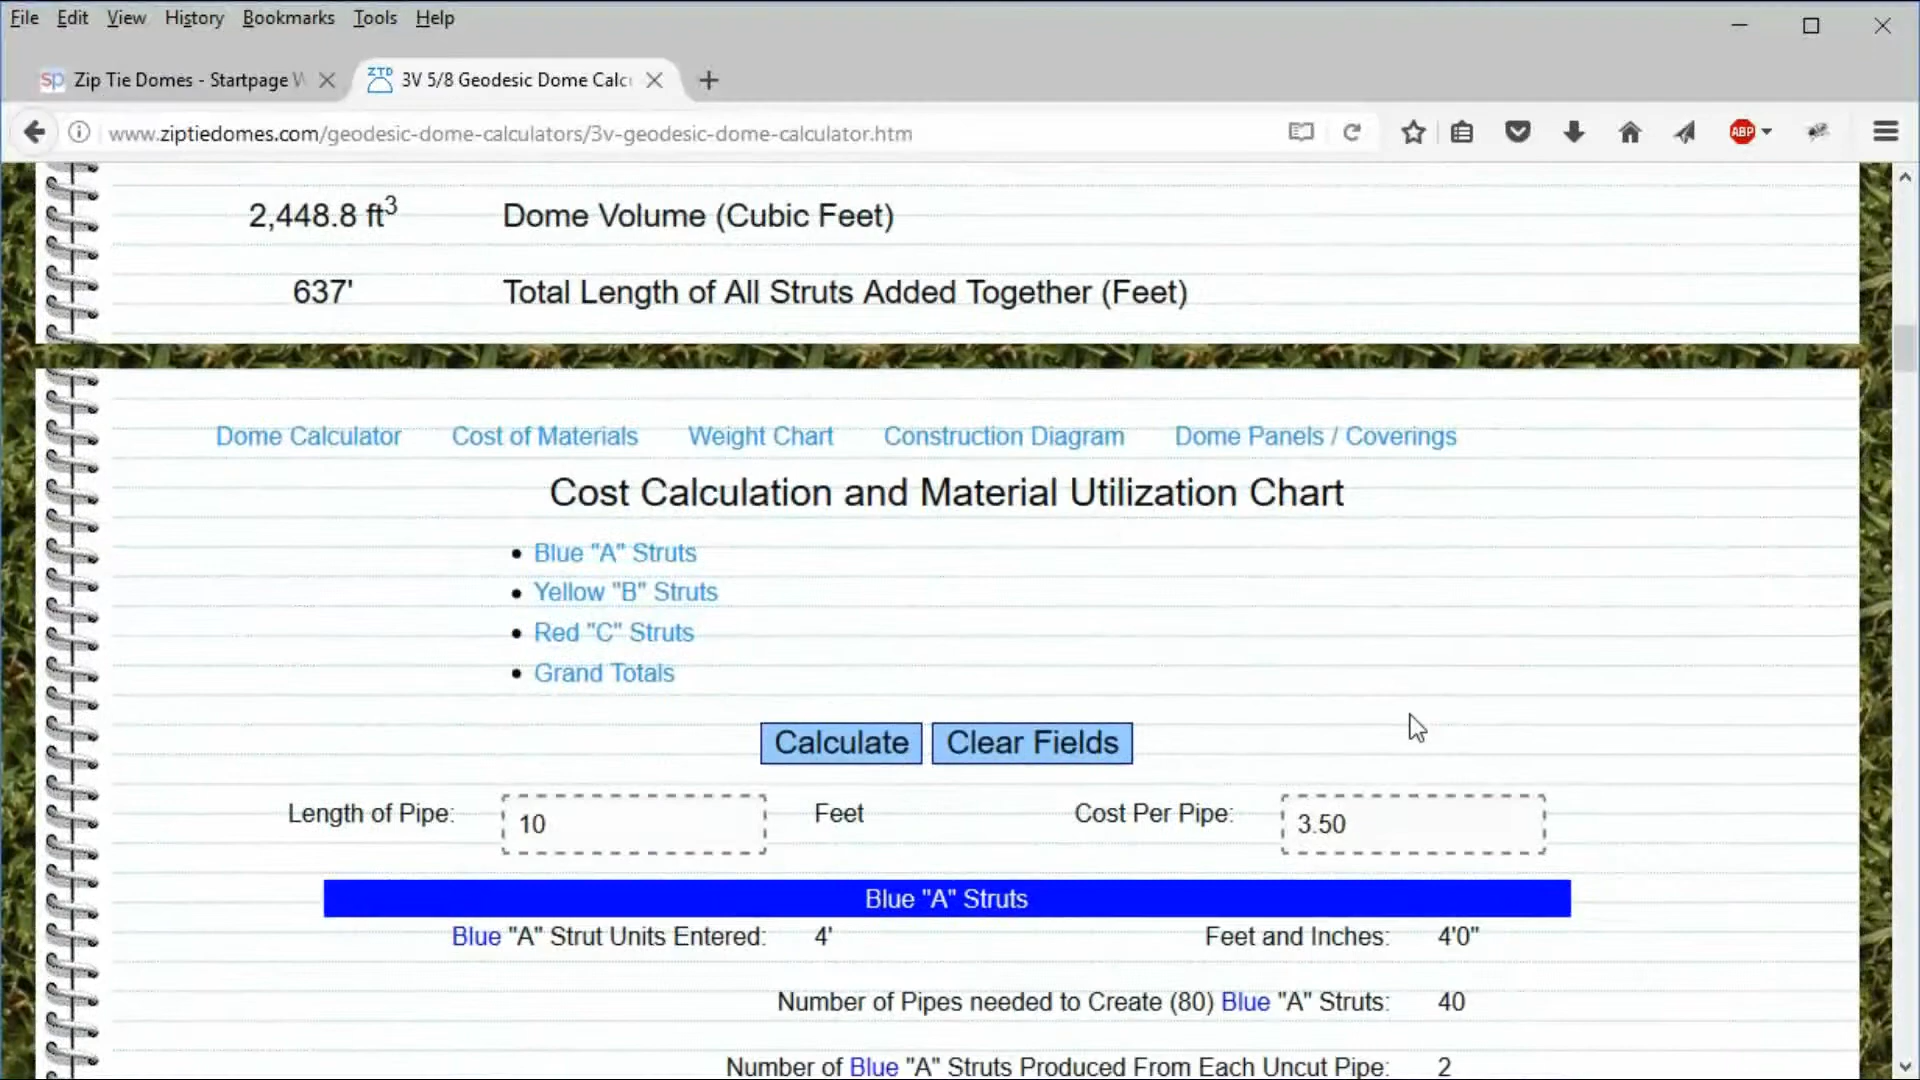 File Edit View History Bookmarks Tools Help
sp Zip Tie Domes - Startpage
ZTD 3V 5/8 Geodesic Dome Calc
www.ziptiedomes.com/geodesic-dome-calculators/3v-geodesic-dome-calculator.htm
ABP
2,448.8 ft3 Dome Volume (Cubic Feet)
637' Total Length of All Struts Added Together (Feet)
Dome Calculator Cost of Materials Weight Chart Construction Diagram Dome Panels / Coverings
Cost Calculation and Material Utilization Chart
Blue "A" Struts
Yellow "B" Struts
Red "C" Struts
Grand Totals
Calculate Clear Fields
Length of Pipe: 10 Feet Cost Per Pipe: 3.50
Blue "A" Struts
Blue "A" Strut Units Entered: 4' Feet and Inches: 4'0"
Number of Pipes needed to Create (80) Blue "A" Struts: 40
Number of Blue "A" Struts Produced From Each Uncut Pipe: 2